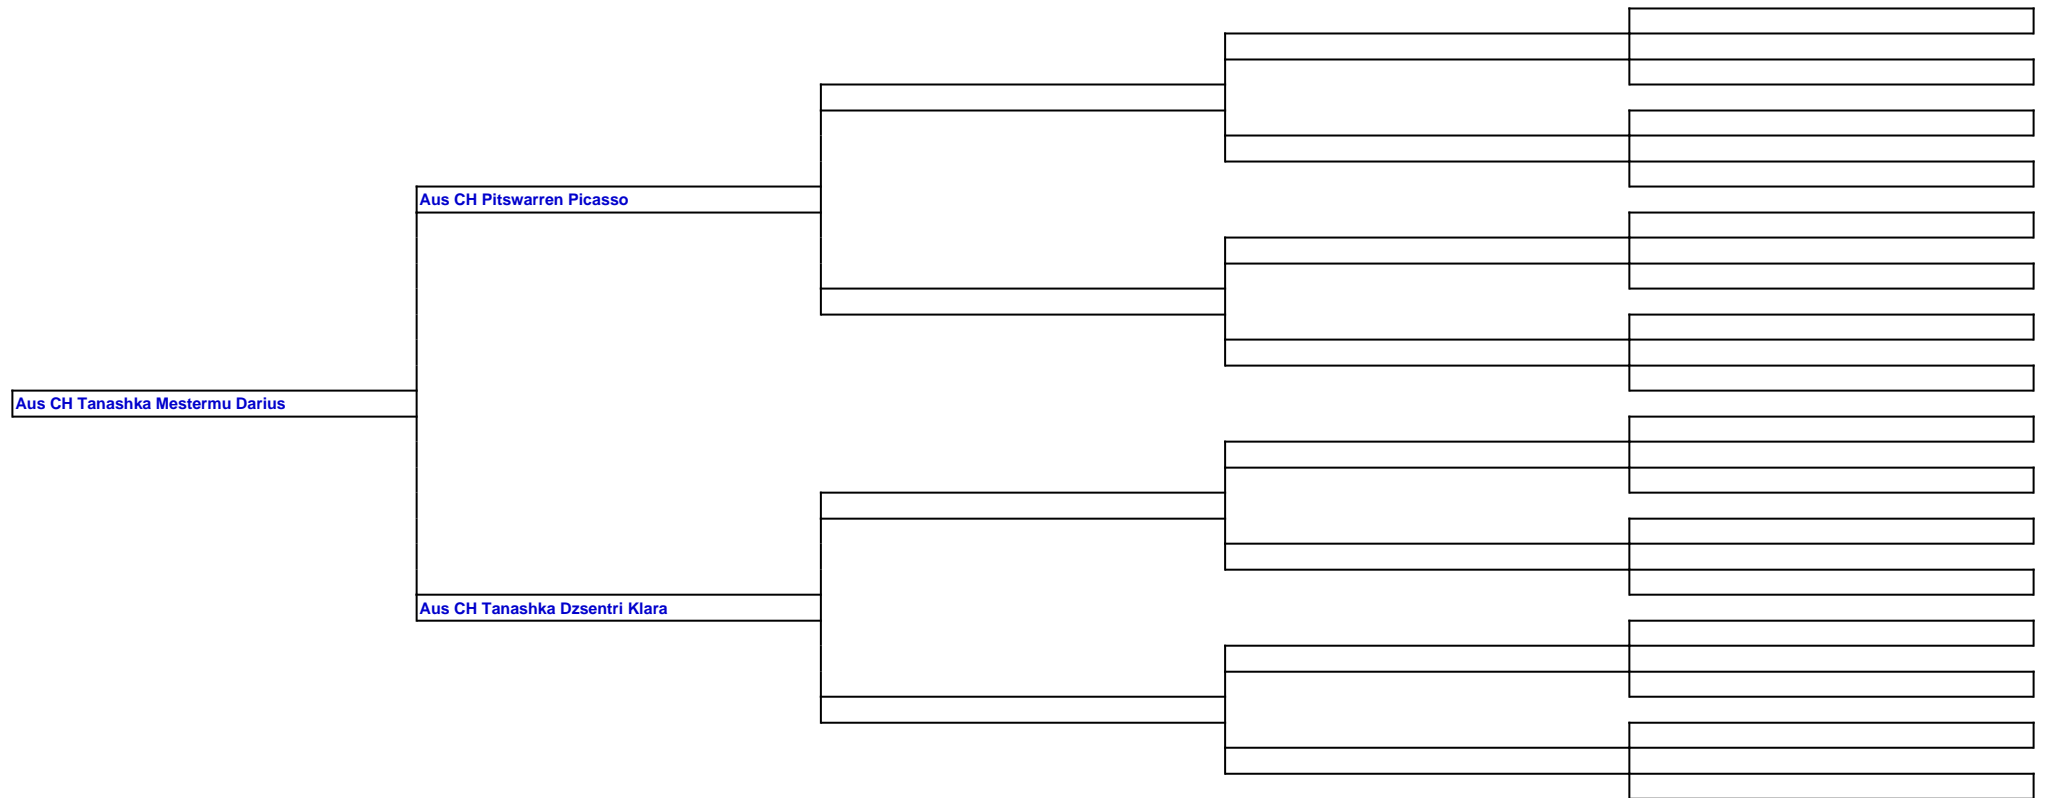 Aus CH Pitswarren Picasso
Aus CH Tanashka Mestermu Darius
Aus CH Tanashka Dzsentri Klara